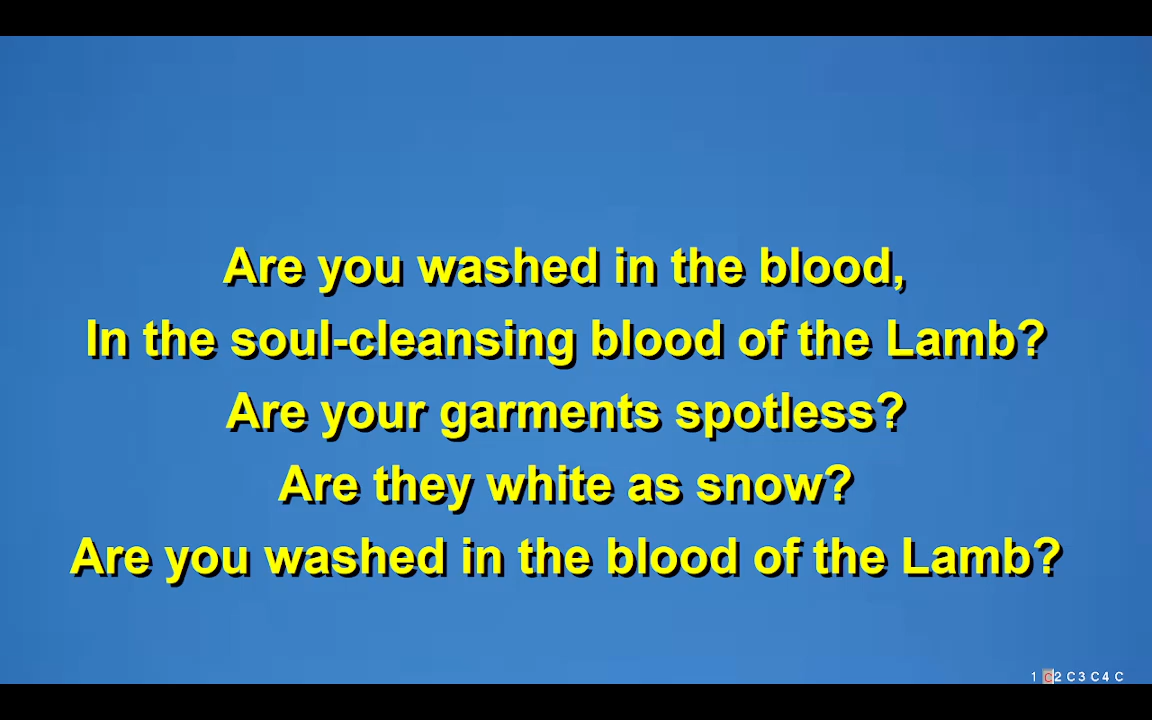 Are you washed in the blood,
In the soul-cleansing blood of the Lamb?
Are your garments spotless?
Are they white as snow?
Are you washed in the blood of the Lamb?
1 C 2 C 3 C 4 C